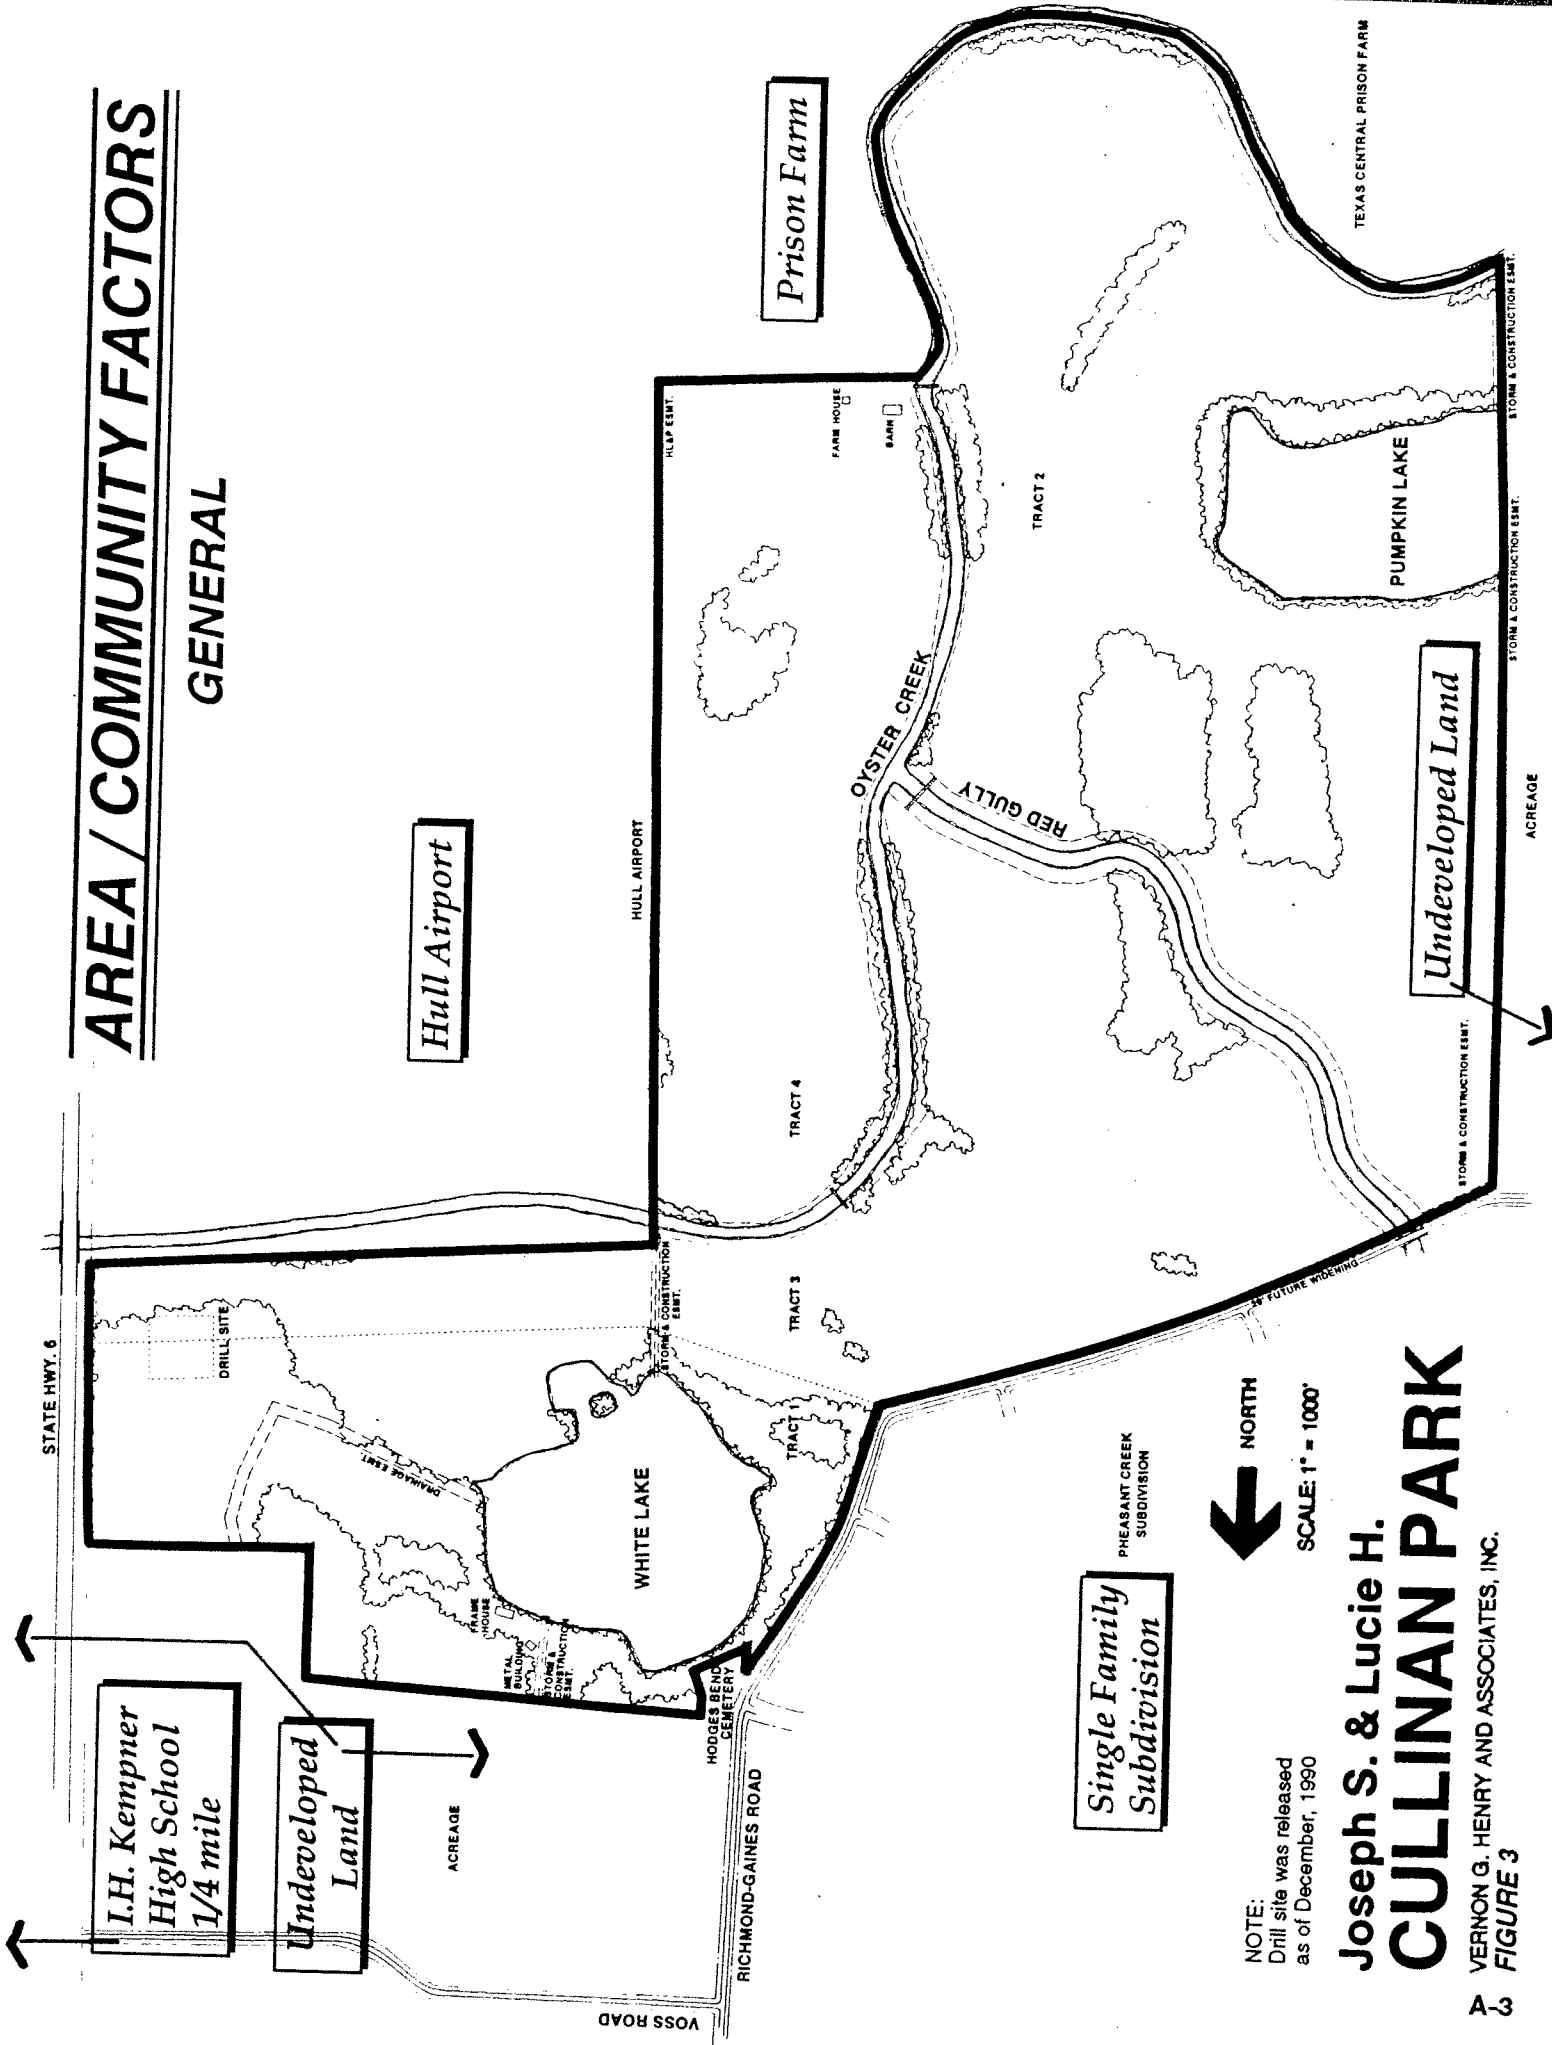 AREA / COMMUNITY FACTORS
GENERAL
STATE HWY. 6
I.H. Kempner
High School
1/4 mile
Undeveloped
Land
ACREAGE
VOSS ROAD
RICHMOND-GAINES ROAD
HODGES BEND
CEMETERY
METAL
BUILDING
FRAME
HOUSE
STORM &
CONSTRUCTION
ESMT.
DRAINAGE ESMT.
DRILL SITE
WHITE LAKE
TRACT 1
STORM & CONSTRUCTION
ESMT.
TRACT 3
Hull Airport
HULL AIRPORT
TRACT 4
HL&P ESMT.
FARM HOUSE
BARN
Prison Farm
OYSTER CREEK
RED GULLY
TRACT 2
PUMPKIN LAKE
TEXAS CENTRAL PRISON FARM
STORM & CONSTRUCTION ESMT.
STORM & CONSTRUCTION ESMT.
STORM & CONSTRUCTION ESMT.
Undeveloped Land
ACREAGE
FUTURE WIDENING
PHEASANT CREEK
SUBDIVISION
Single Family
Subdivision
NORTH
SCALE: 1" = 1000'
NOTE:
Drill site was released
as of December, 1990
Joseph S. & Lucie H.
CULLINAN PARK
VERNON G. HENRY AND ASSOCIATES, INC.
FIGURE 3
A-3